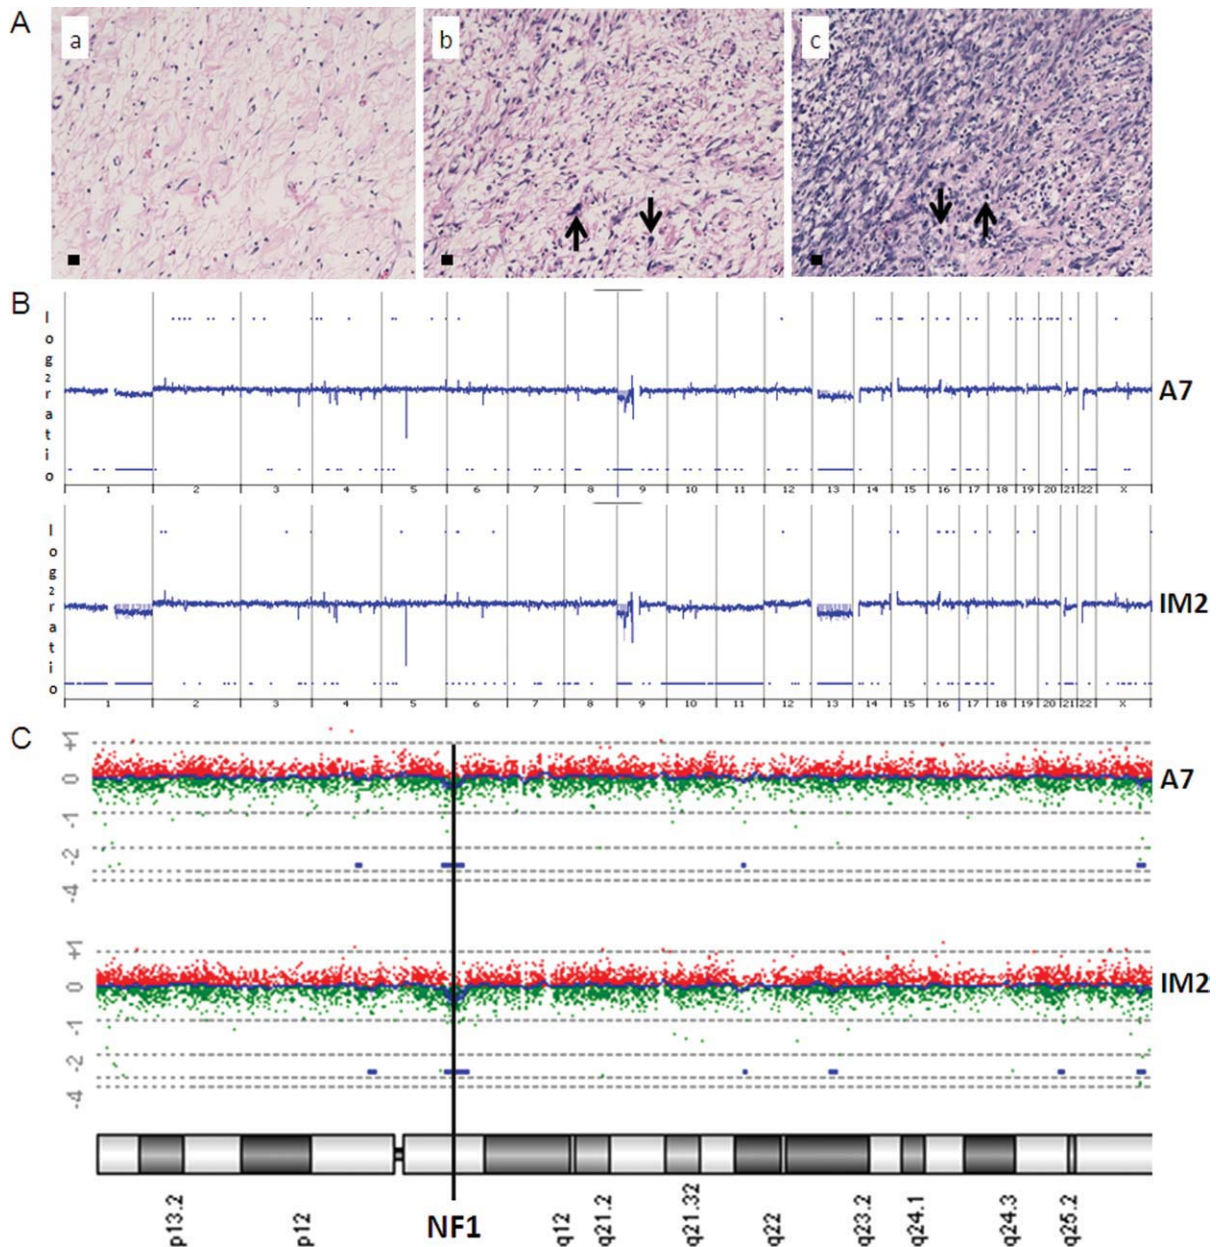 A
a
b
c
B
log2ratio
A7
1 2 3 4 5 6 7 8 9 10 11 12 13 14 15 16 17 18 19 20 21 22 X
log2ratio
IM2
1 2 3 4 5 6 7 8 9 10 11 12 13 14 15 16 17 18 19 20 21 22 X
C
+1
0
-1
-2
-4
A7
+1
0
-1
-2
-4
IM2
p13.2 p12 NF1 q12 q21.2 q21.32 q22 q23.2 q24.1 q24.3 q25.2